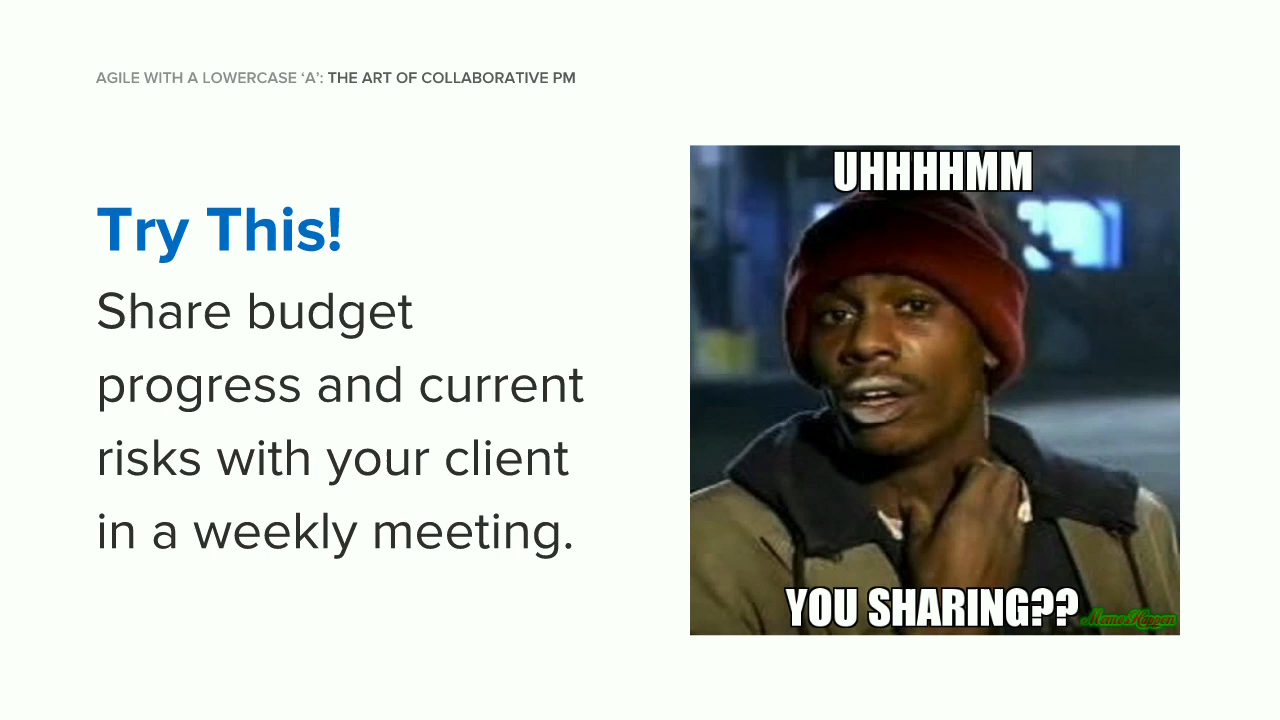 AGILE WITH A LOWERCASE ‘A’: THE ART OF COLLABORATIVE PM
Try This!
Share budget
progress and current
risks with your client
in a weekly meeting.
UHHHHMM
YOU SHARING??
MemeHappen